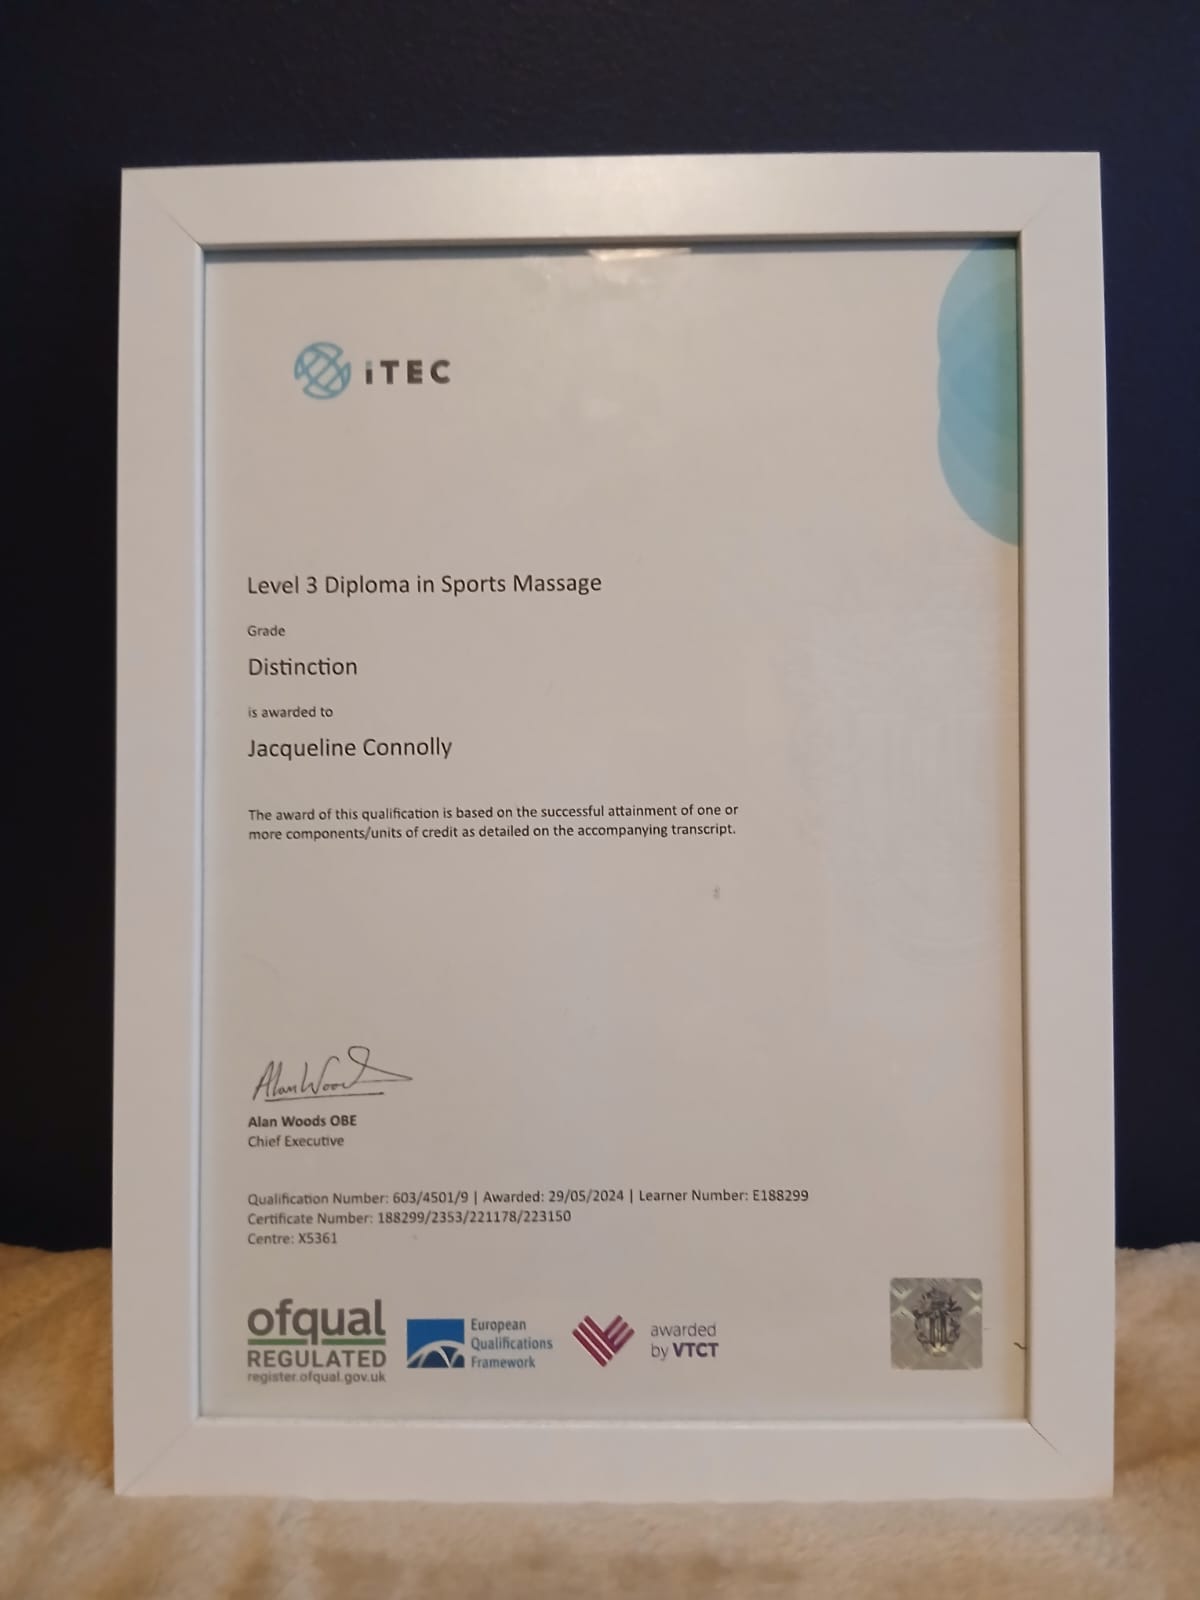 iTEC
Level 3 Diploma in Sports Massage
Grade
Distinction
is awarded to
Jacqueline Connolly
The award of this qualification is based on the successful attainment of one or
more components/units of credit as detailed on the accompanying transcript.
Alan Woods
Alan Woods OBE
Chief Executive
Qualification Number: 603/4501/9 | Awarded: 29/05/2024 | Learner Number: E188299
Certificate Number: 188299/2353/221178/223150
Centre: X5361
ofqual
REGULATED
register.ofqual.gov.uk
European
Qualifications
Framework
awarded
by VTCT